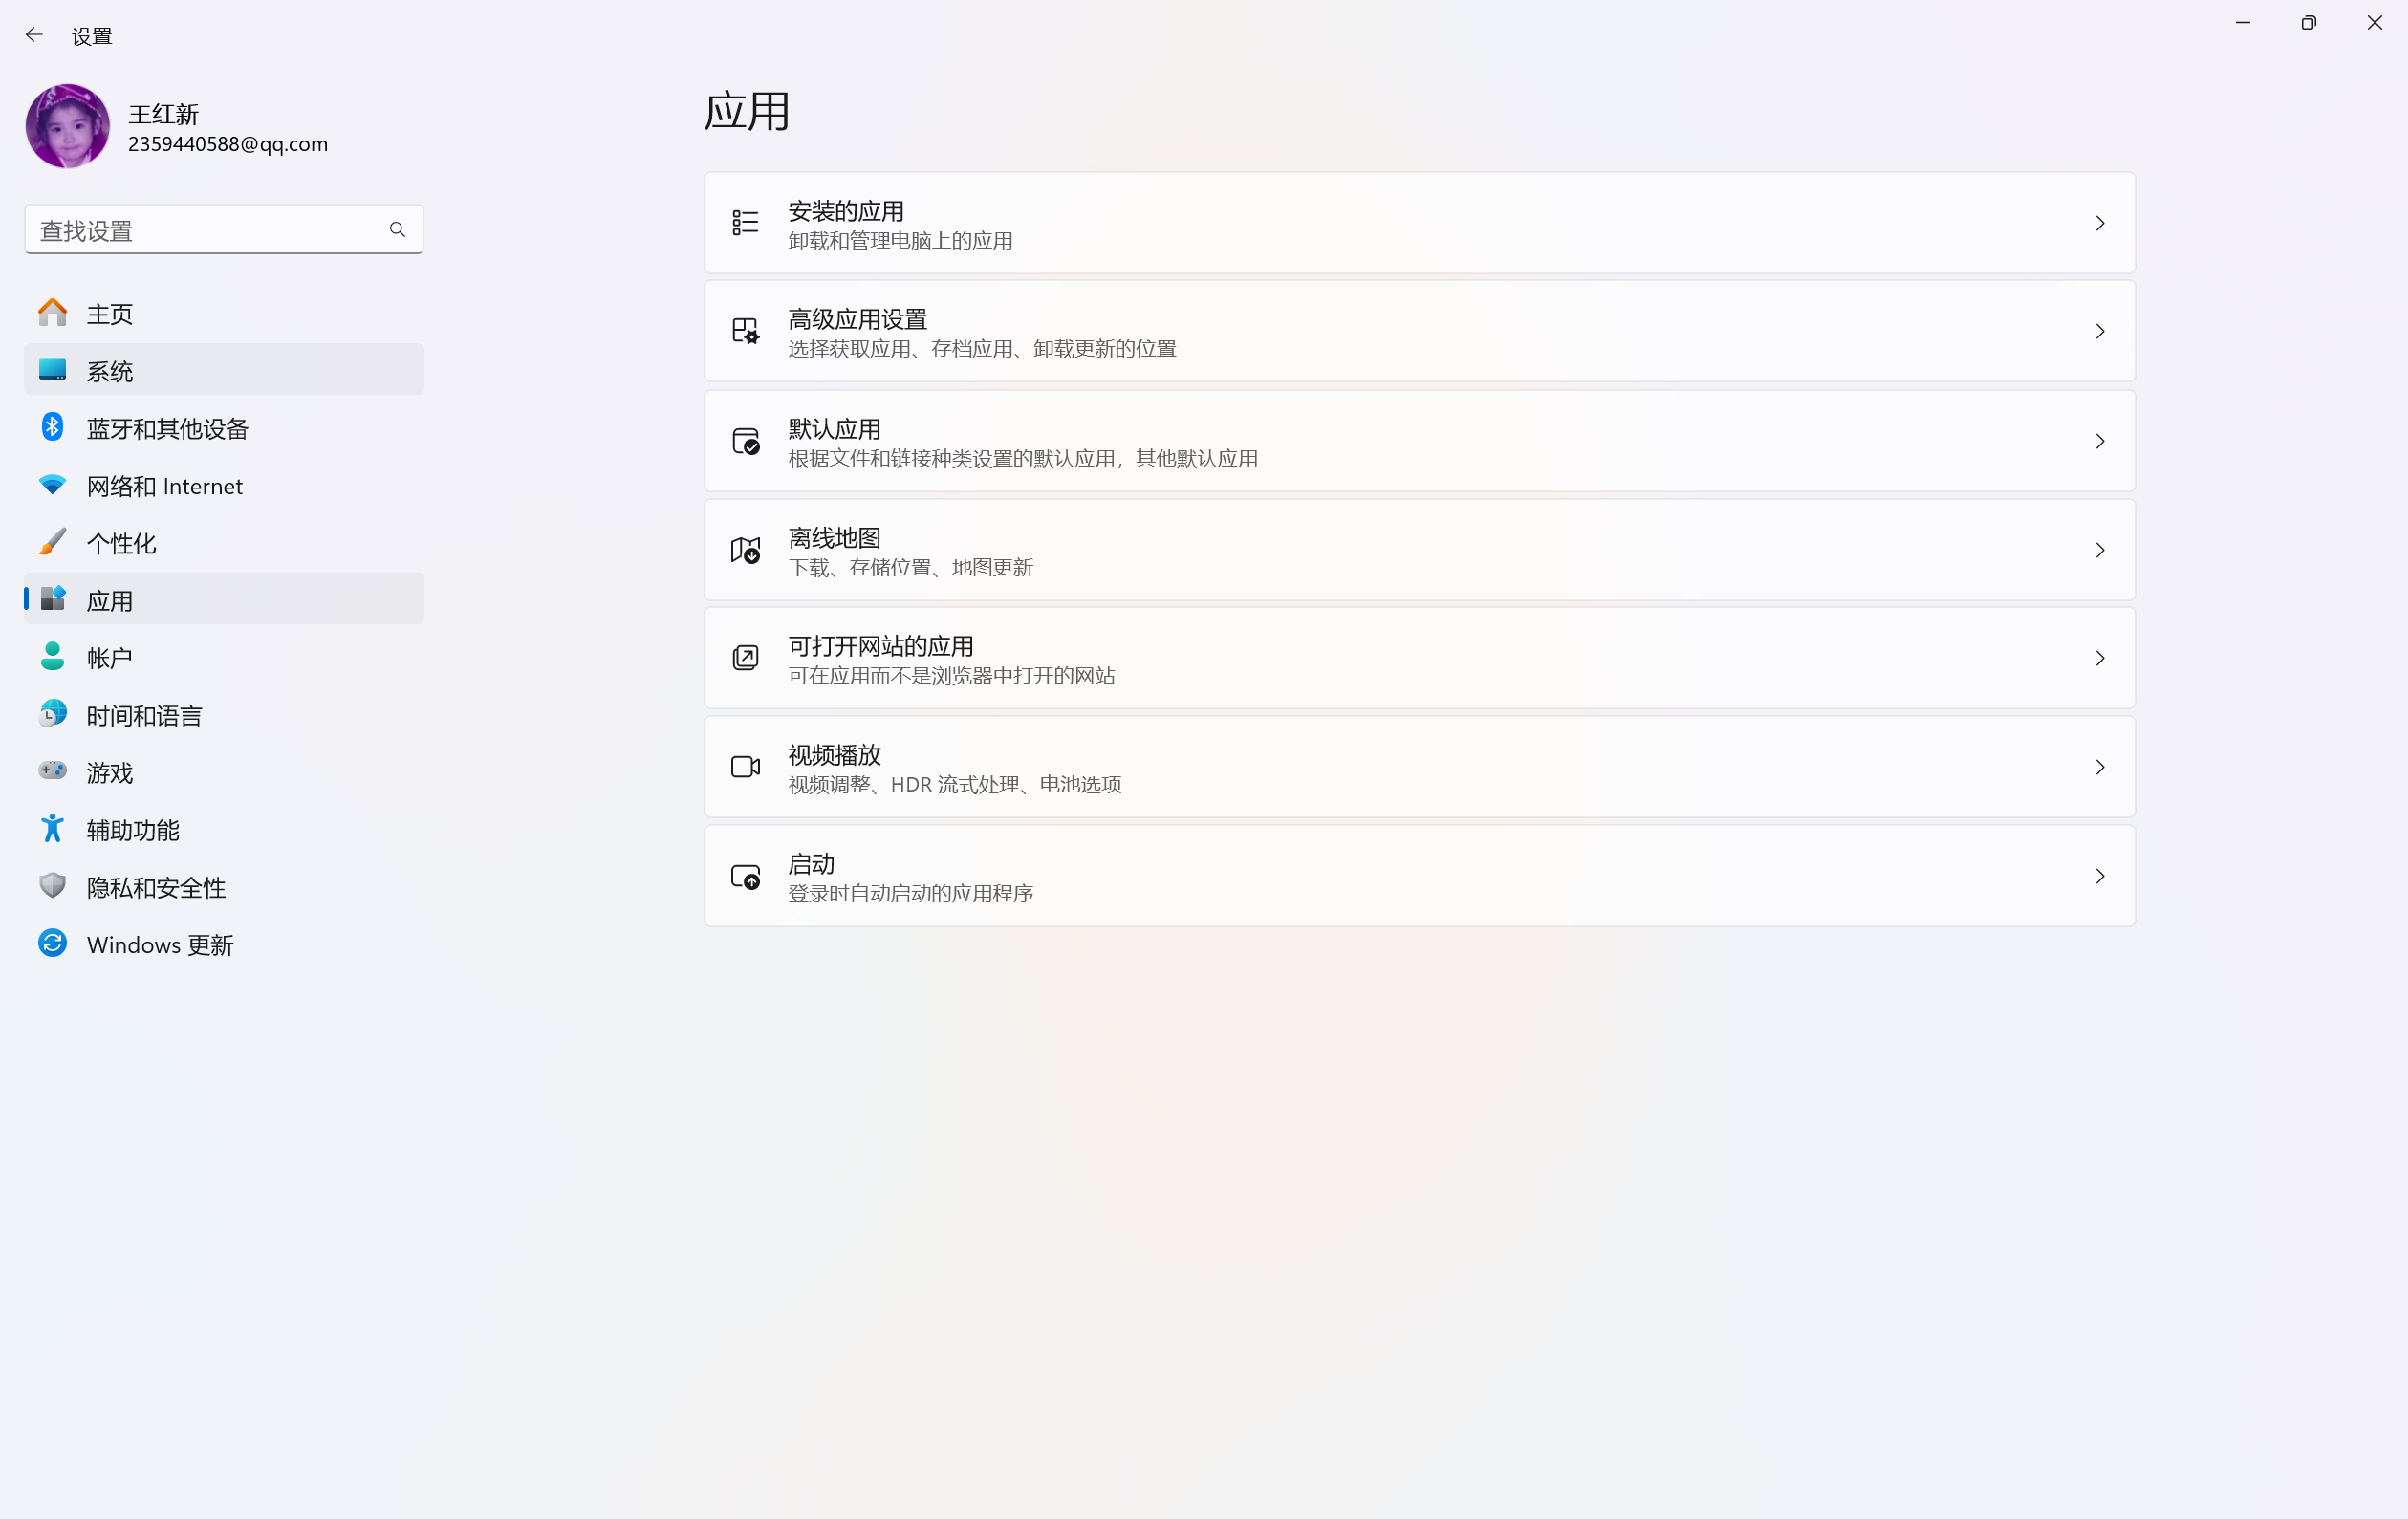 设置
王红新
2359440588@qq.com
查找设置
主页
系统
蓝牙和其他设备
网络和 Internet
个性化
应用
帐户
时间和语言
游戏
辅助功能
隐私和安全性
Windows 更新
应用
安装的应用
卸载和管理电脑上的应用
高级应用设置
选择获取应用、存档应用、卸载更新的位置
默认应用
根据文件和链接种类设置的默认应用，其他默认应用
离线地图
下载、存储位置、地图更新
可打开网站的应用
可在应用而不是浏览器中打开的网站
视频播放
视频调整、HDR 流式处理、电池选项
启动
登录时自动启动的应用程序